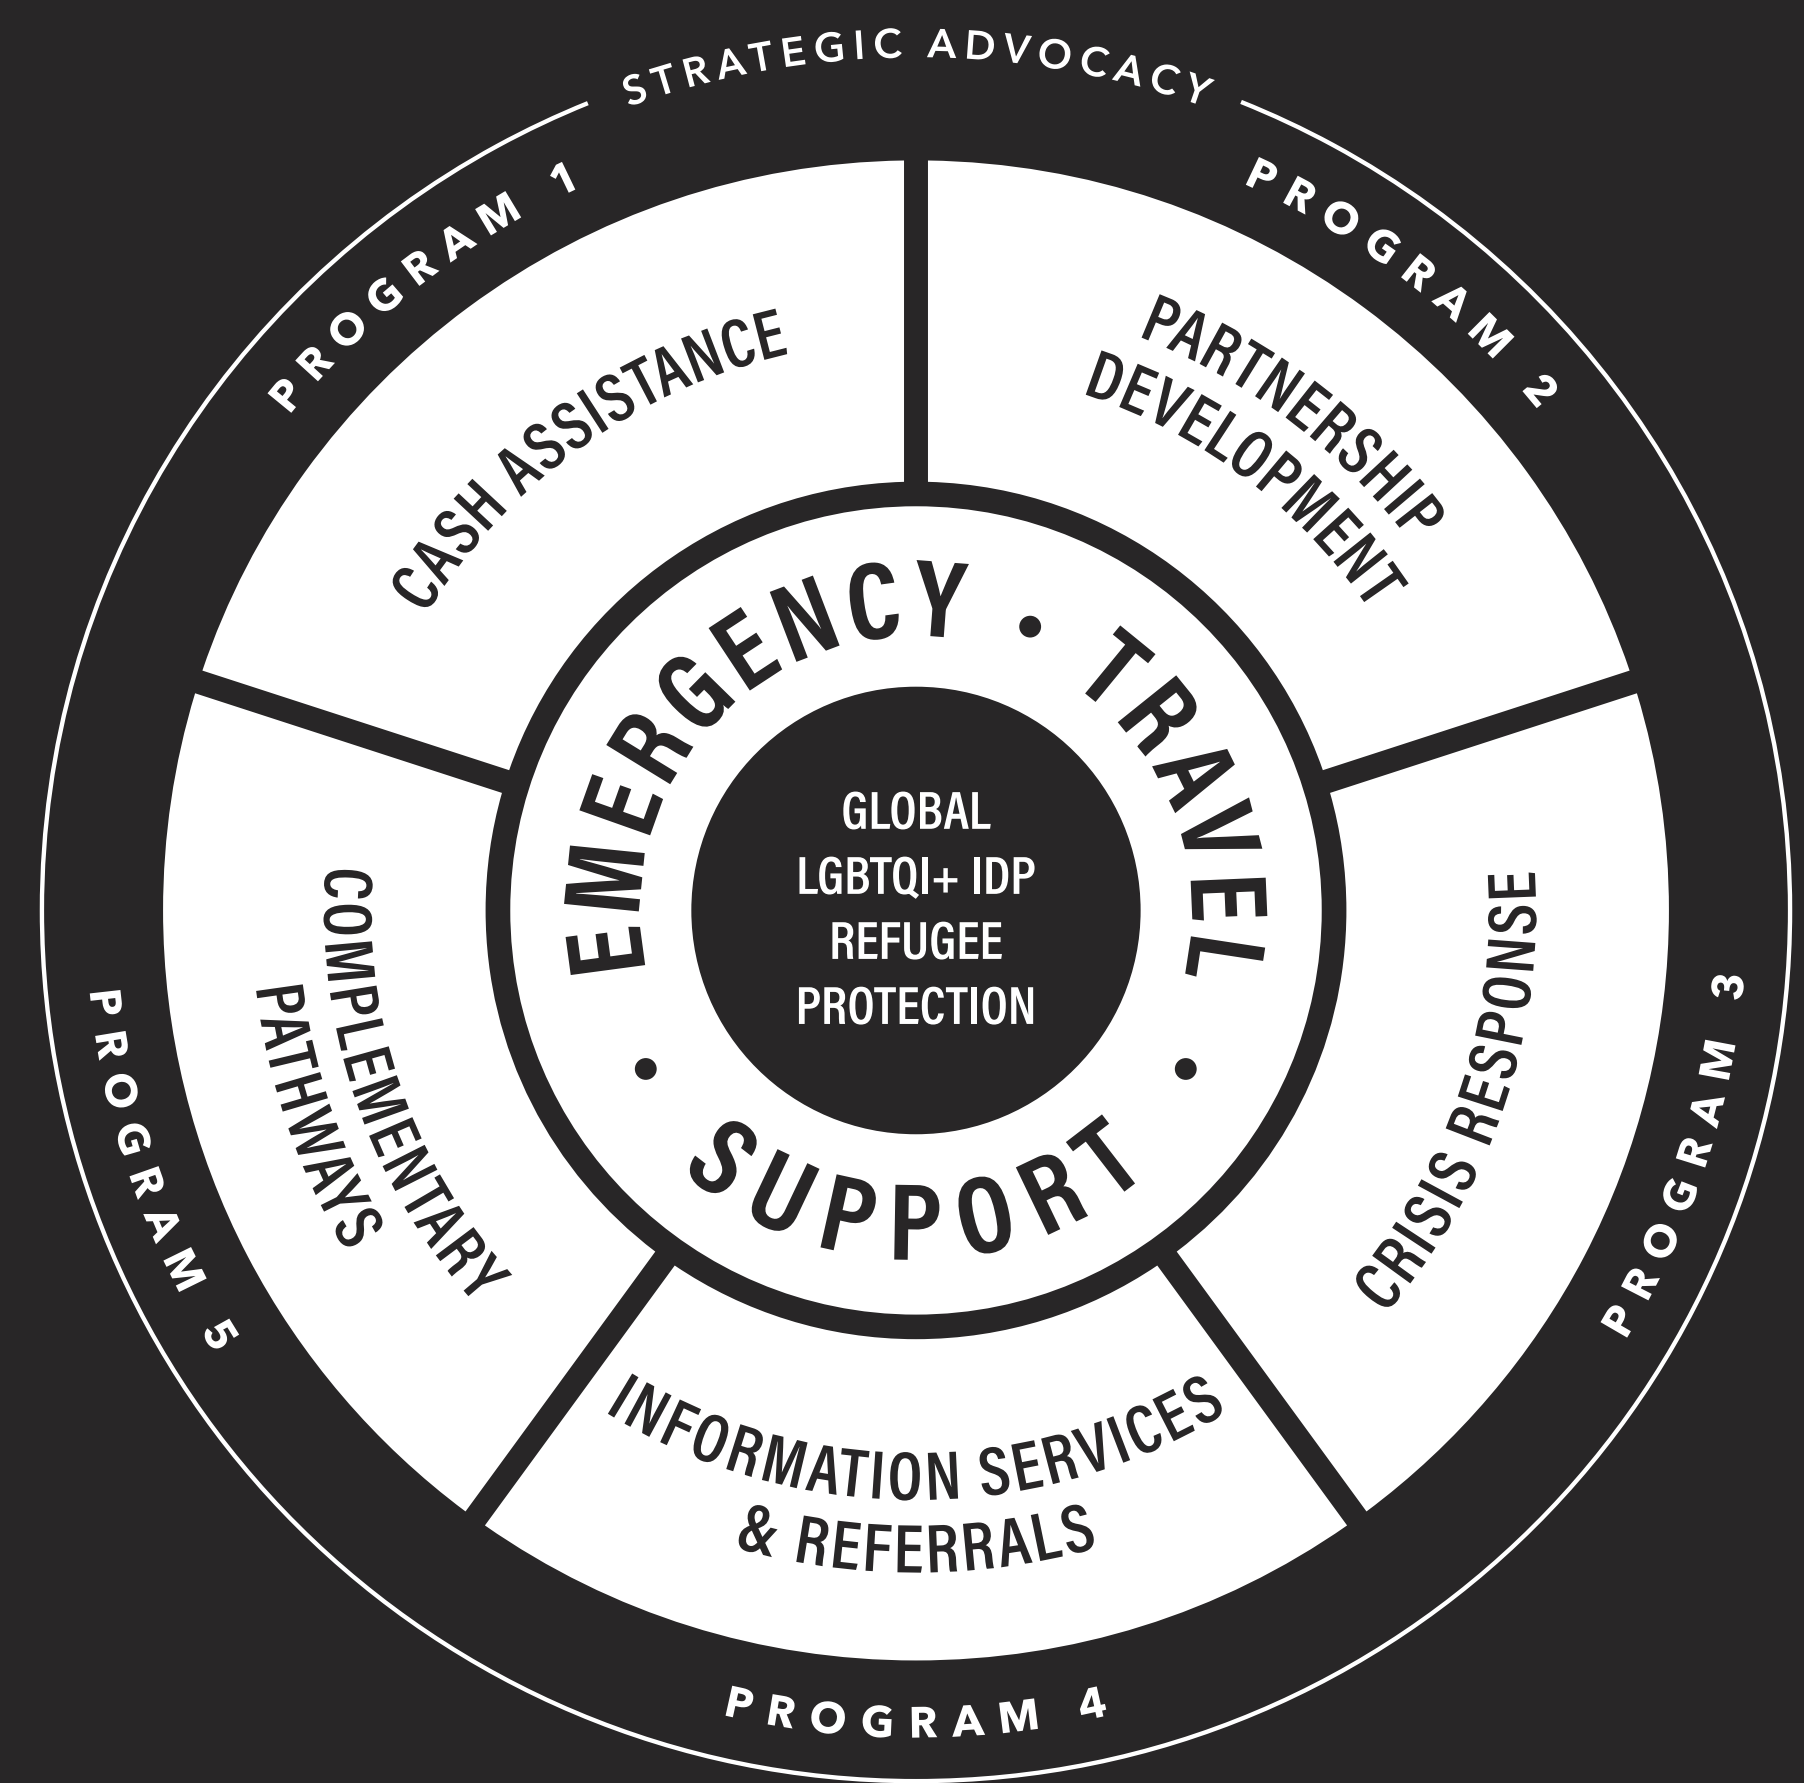 STRATEGIC ADVOCACY
PROGRAM 1
CASH ASSISTANCE
PROGRAM 2
PARTNERSHIP
DEVELOPMENT
PROGRAM 3
CRISIS RESPONSE
PROGRAM 4
INFORMATION SERVICES
& REFERRALS
PROGRAM 5
COMPLEMENTARY
PATHWAYS
EMERGENCY • TRAVEL
• SUPPORT •
GLOBAL
LGBTQI+ IDP
REFUGEE
PROTECTION